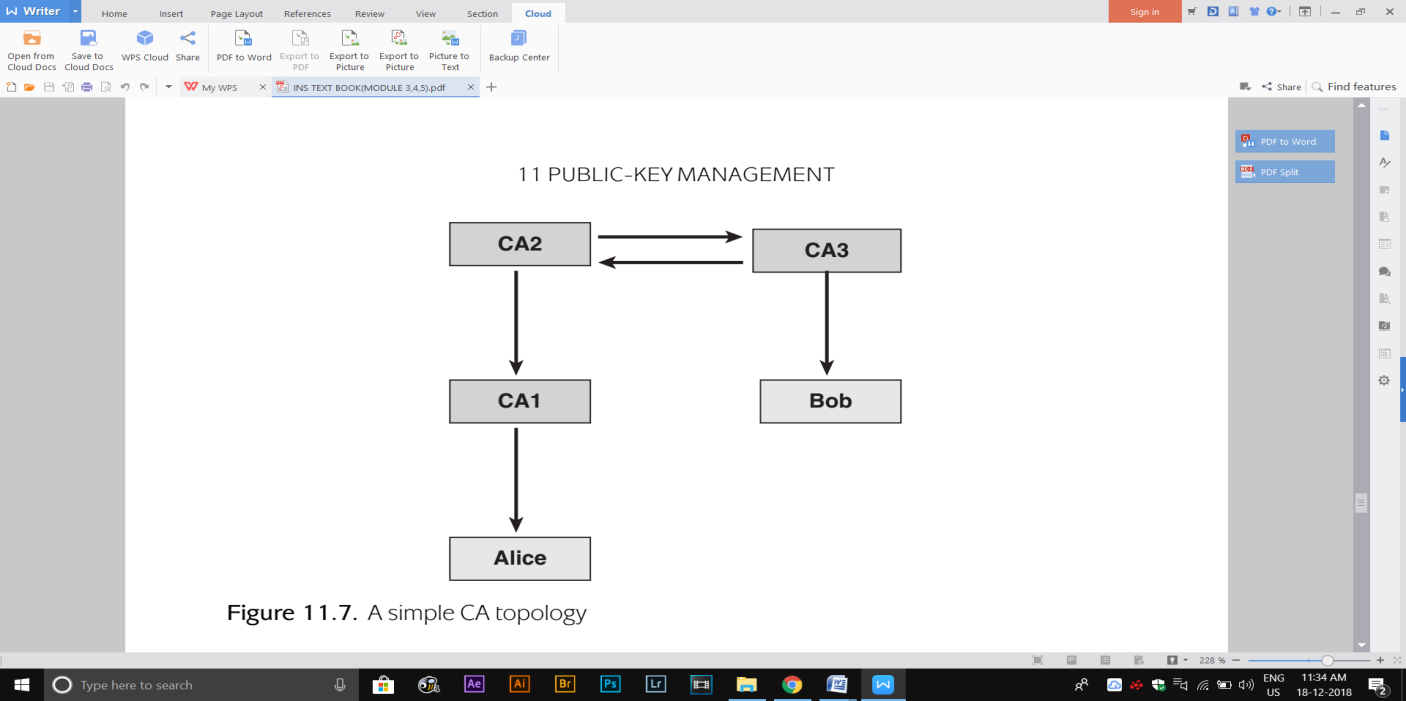 Writer
Home Insert Page Layout References Review View Section Cloud
Sign in
Open from Cloud Docs
Save to Cloud Docs
WPS Cloud
Share
PDF to Word
Export to PDF
Export to Picture
Export to Picture
Picture to Text
Backup Center
My WPS
INS TEXT BOOK(MODULE 3,4,5).pdf
Share
Find features
PDF to Word
PDF Split
11 PUBLIC-KEY MANAGEMENT
CA2
CA3
CA1
Bob
Alice
Figure 11.7. A simple CA topology
228 %
Type here to search
Ae Ai Br Ps Lr
ENG US
11:34 AM
18-12-2018
2